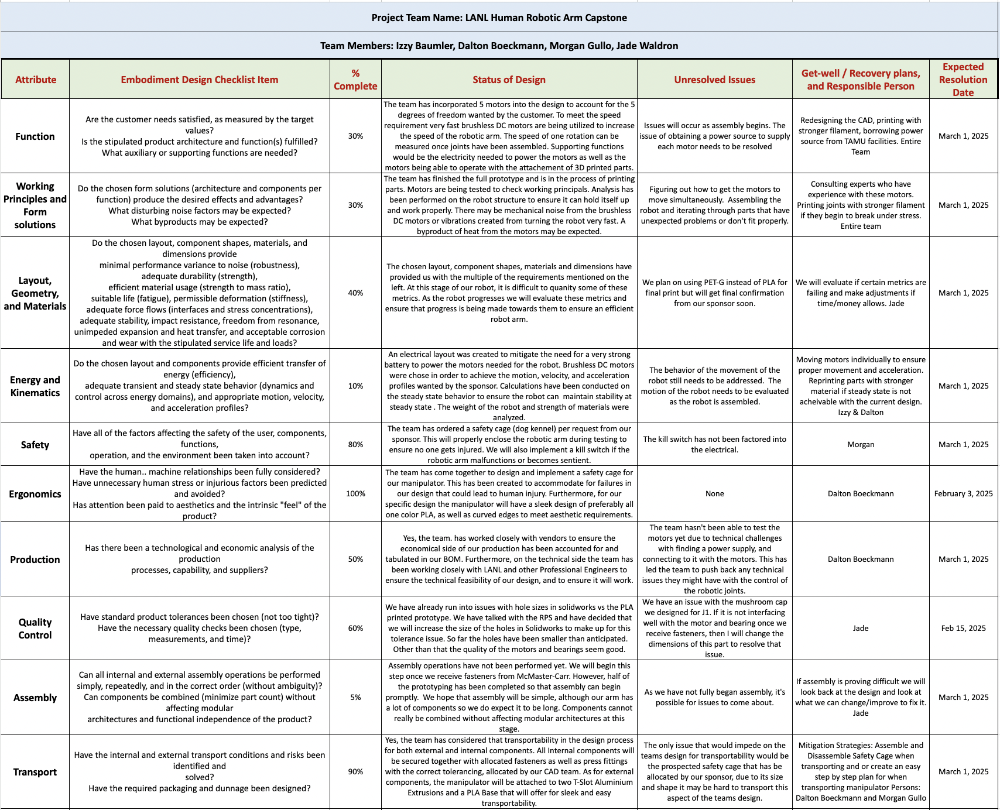 Project Team Name: LANL Human Robotic Arm Capstone
Team Members: Izzy Baumler, Dalton Boeckmann, Morgan Gullo, Jade Waldron
Attribute
Embodiment Design Checklist Item
%
Complete
Status of Design
Unresolved Issues
Get-well / Recovery plans,
and Responsible Person
Expected
Resolution
Date
Function
Are the customer needs satisfied, as measured by the target
values?
Is the stipulated product architecture and function(s) fulfilled?
What auxiliary or supporting functions are needed?
30%
The team has incorporated 5 motors into the design to account for the 5
degrees of freedom wanted by the customer. To meet the speed
requirement very fast brushless DC motors are being utilized to increase
the speed of the robotic arm. The speed of one rotation can be
measured once joints have been assembled. Supporting functions
would be the electricity needed to power the motors as well as the
motors being able to operate with the attachement of 3D printed parts.
Issues will occur as assembly begins. The
issue of obtaining a power source to supply
each motor needs to be resolved
Redesigning the CAD, printing with
stronger filament, borrowing power
source from TAMU facilities. Entire
Team
March 1, 2025
Working
Principles and
Form
solutions
Do the chosen form solutions (architecture and components per
function) produce the desired effects and advantages?
What disturbing noise factors may be expected?
What byproducts may be expected?
30%
The team has finished the full prototype and is in the process of printing
parts. Motors are being tested to check working principals. Analysis has
been performed on the robot structure to ensure it can hold itself up
and work properly. There may be mechanical noise from the brushless
DC motors or vibrations created from turning the robot very fast. A
byproduct of heat from the motors may be expected.
Figuring out how to get the motors to
move simultaneously.  Assembling the
robot and iterating through parts that have
unexpected problems or don't fit properly.
Consulting experts who have
experience with these motors.
Printing joints with stronger filament
if they begin to break under stress.
Entire team
March 1, 2025
Layout,
Geometry,
and Materials
Do the chosen layout, component shapes, materials, and
dimensions provide
minimal performance variance to noise (robustness),
adequate durability (strength),
efficient material usage (strength to mass ratio),
suitable life (fatigue), permissible deformation (stiffness),
adequate force flows (interfaces and stress concentrations),
adequate stability, impact resistance, freedom from resonance,
unimpeded expansion and heat transfer, and acceptable corrosion
and wear with the stipulated service life and loads?
40%
The chosen layout, component shapes, materials and dimensions have
provided us with the multiple of the requirements mentioned on the
left. At this stage of our robot, it is difficult to quanity some of these
metrics. As the robot progresses we will evaluate these metrics and
ensure that progress is being made towards them to ensure an efficient
robot arm.
We plan on using PET-G instead of PLA for
final print but will get final confirmation
from our sponsor soon.
We will evaluate if certain metrics are
failing and make adjustments if
time/money allows. Jade
March 1, 2025
Energy and
Kinematics
Do the chosen layout and components provide efficient transfer of
energy (efficiency),
adequate transient and steady state behavior (dynamics and
control across energy domains), and appropriate motion, velocity,
and acceleration profiles?
10%
An electrical layout was created to mitigate the need for a very strong
battery to power the motors needed for the robot. Brushless DC motors
were chose in order to achieve the motion, velocity, and acceleration
profiles wanted by the sponsor. Calculations have been conducted on
the steady state behavior to ensure the robot can  maintain stability at
steady state . The weight of the robot and strength of materials were
analyzed.
The behavior of the movement of the
robot still needs to be addressed.  The
motion of the robot needs to be evaluated
as the robot is assembled.
Moving motors individually to ensure
proper movement and acceleration.
Reprinting parts with stronger
material if steady state is not
acheivable with the current design.
Izzy & Dalton
March 1, 2025
Safety
Have all of the factors affecting the safety of the user, components,
functions,
operation, and the environment been taken into account?
80%
The team has ordered a safety cage (dog kennel) per request from our
sponsor. This will properly enclose the robotic arm during testing to
ensure no one gets injured. We will also implement a kill switch if the
robotic arm malfunctions or becomes sentient.
The kill switch has not been factored into
the electrical.
Morgan
March 1, 2025
Ergonomics
Have the human.. machine relationships been fully considered?
Have unnecessary human stress or injurious factors been predicted
and avoided?
Has attention been paid to aesthetics and the intrinsic "feel" of the
product?
100%
The team has come together to design and implement a safety cage for
our manipulator. This has been created to accommodate for failures in
our design that could lead to human injury. Furthermore, for our
specific design the manipulator will have a sleek design of preferably all
one color PLA, as well as curved edges to meet aesthetic requirements.
None
Dalton Boeckmann
February 3, 2025
Production
Has there been a technological and economic analysis of the
production
processes, capability, and suppliers?
50%
Yes, the team. has worked closely with vendors to ensure the
economical side of our production has been accounted for and
tabulated in our BOM. Furthermore, on the technical side the team has
been working closely with LANL and other Professional Engineers to
ensure the technical feasibility of our design, and to ensure it will work.
The team hasn't been able to test the
motors yet due to technical challenges
with finding a power supply, and
connecting to it with the motors. This has
led the team to push back any technical
issues they might have with the control of
the robotic joints.
Dalton Boeckmann
March 1, 2025
Quality
Control
Have standard product tolerances been chosen (not too tight)?
Have the necessary quality checks been chosen (type,
measurements, and time)?
60%
We have already run into issues with hole sizes in solidworks vs the PLA
printed prototype. We have talked with the RPS and have decided that
we will increase the size of the holes in Solidworks to make up for this
tolerance issue. So far the holes have been smaller than anticipated.
Other than that the quality of the motors and bearings seem good.
We have an issue with the mushroom cap
we designed for J1. If it is not interfacing
well with the motor and bearing once we
receive fasteners, then I will change the
dimensions of this part to resolve that
issue.
Jade
Feb 15, 2025
Assembly
Can all internal and external assembly operations be performed
simply, repeatedly, and in the correct order (without ambiguity)?
Can components be combined (minimize part count) without
affecting modular
architectures and functional independence of the product?
5%
Assembly operations have not been performed yet. We will begin this
step once we receive fasteners from McMaster-Carr. However, half of
the prototyping has been completed so that assembly can begin
promptly.  We hope that assembly will be simple, although our arm has
a lot of components so we do expect it to be long. Components cannot
really be combined without affecting modular architectures at this
stage.
As we have not fully began assembly, it's
possible for issues to come about.
If assembly is proving difficult we will
look back at the design and look at
what we can change/improve to fix it.
Jade
March 1, 2025
Transport
Have the internal and external transport conditions and risks been
identified and
solved?
Have the required packaging and dunnage been designed?
90%
Yes, the team has considered that transportability in the design process
for both external and internal components. All Internal components will
be secured together with allocated fasteners as well as press fittings
with the correct tolerancing, allocated by our CAD team. As for external
components, the manipulator will be attached to two T-Slot Aluminium
Extrusions and a PLA Base that will offer for sleek and easy
transportability.
The only issue that would impede on the
teams design for transportability would be
the prospected safety cage that has be
allocated by our sponsor, due to its size
and shape it may be hard to transport this
aspect of the teams design.
Mitigation Strategies: Assemble and
Disassemble Safety Cage when
transporting and or create an easy
step by step plan for when
transporting manipulator Persons:
Dalton Boeckmann and Morgan Gullo
March 1, 2025